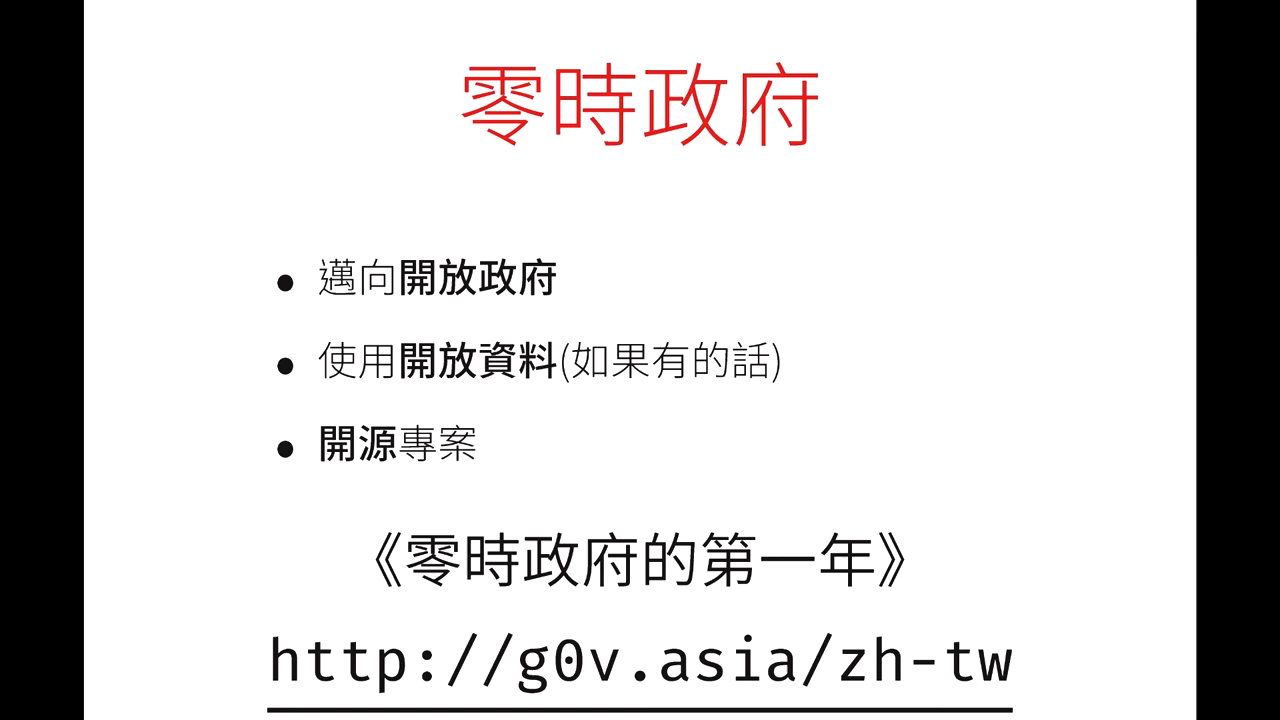 零時政府
• 邁向開放政府
• 使用開放資料(如果有的話)
• 開源專案
《零時政府的第一年》
http://g0v.asia/zh-tw